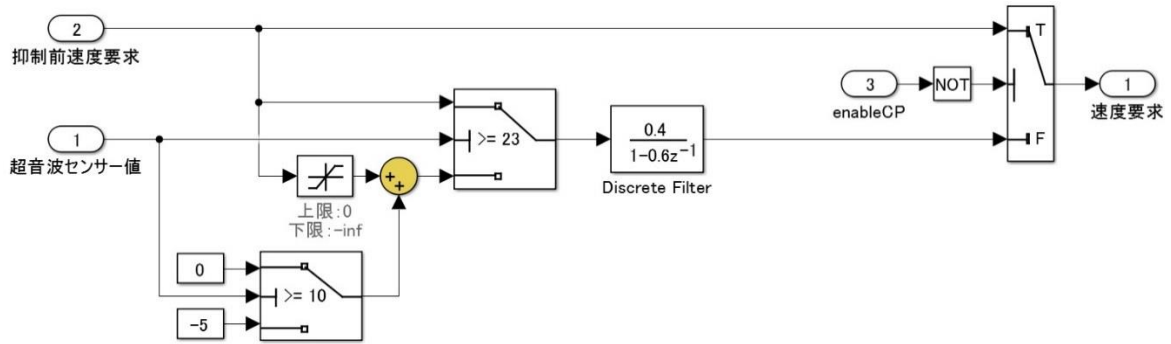 2
抑制前速度要求
1
超音波センサー値
>= 23
上限:0
下限:-inf
0
>= 10
-5
0.4
1-0.6z⁻¹
Discrete Filter
3
enableCP
NOT
T
F
1
速度要求